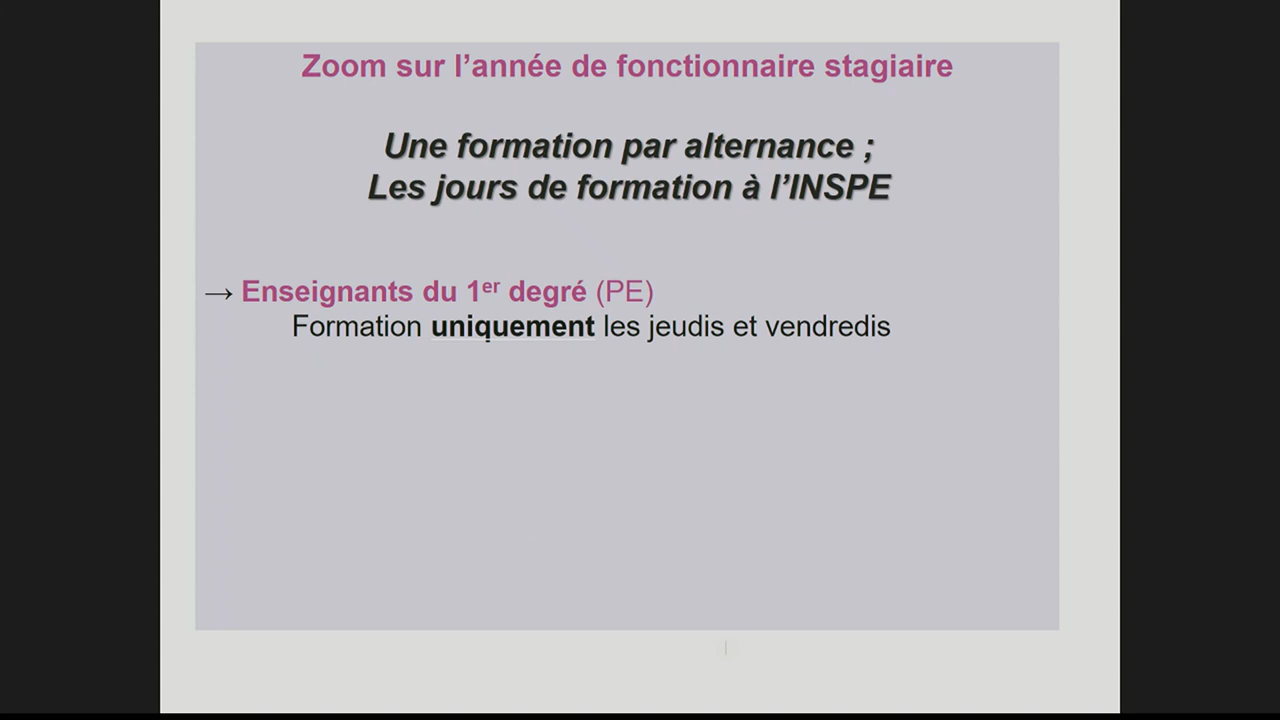 Zoom sur l’année de fonctionnaire stagiaire
Une formation par alternance ;
Les jours de formation à l’INSPE
→ Enseignants du 1er degré (PE)
Formation uniquement les jeudis et vendredis